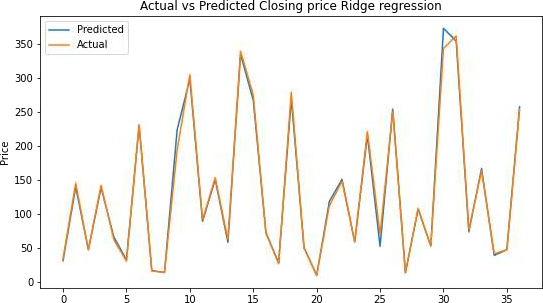 Actual vs Predicted Closing price Ridge regression
Predicted
Actual
Price
350
300
250
200
150
100
50
0
0 5 10 15 20 25 30 35